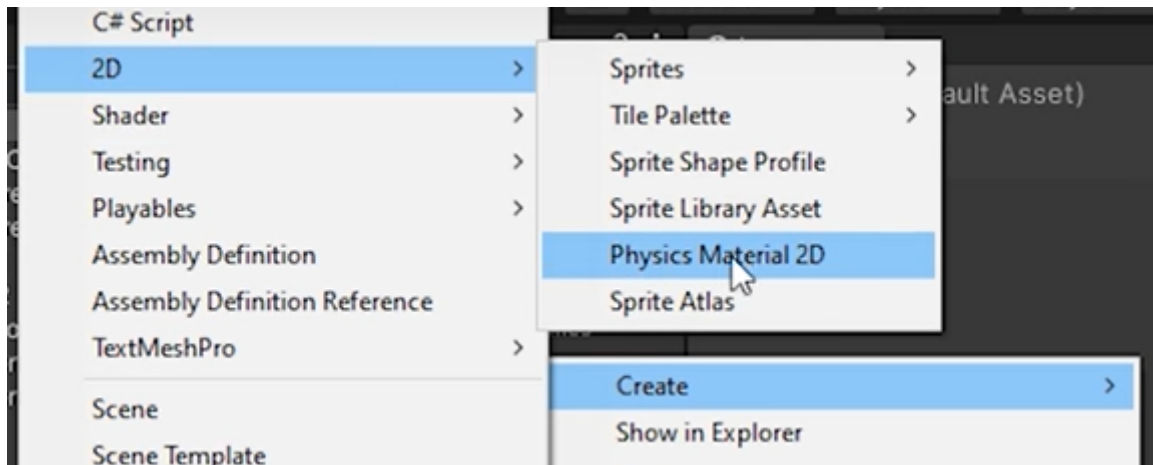 C# Script
2D
Shader
Testing
Playables
Assembly Definition
Assembly Definition Reference
TextMeshPro
Scene
Scene Template
Sprites
Tile Palette
Sprite Shape Profile
Sprite Library Asset
Physics Material 2D
Sprite Atlas
ault Asset)
Create
Show in Explorer